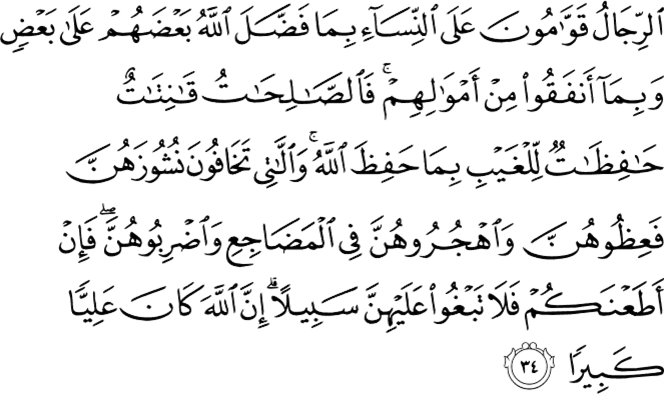 ٱلرِّجَالُ قَوَّٰمُونَ عَلَى ٱلنِّسَآءِ بِمَا فَضَّلَ ٱللَّهُ بَعْضَهُمْ عَلَىٰ بَعْضٍ
وَبِمَآ أَنفَقُوا۟ مِنْ أَمْوَٰلِهِمْ ۚ فَٱلصَّٰلِحَٰتُ قَٰنِتَٰتٌ
حَٰفِظَٰتٌ لِّلْغَيْبِ بِمَا حَفِظَ ٱللَّهُ ۚ وَٱلَّٰتِى تَخَافُونَ نُشُوزَهُنَّ
فَعِظُوهُنَّ وَٱهْجُرُوهُنَّ فِى ٱلْمَضَاجِعِ وَٱضْرِبُوهُنَّ ۖ فَإِنْ
أَطَعْنَكُمْ فَلَا تَبْغُوا۟ عَلَيْهِنَّ سَبِيلًا ۗ إِنَّ ٱللَّهَ كَانَ عَلِيًّا
كَبِيرًا ٣٤